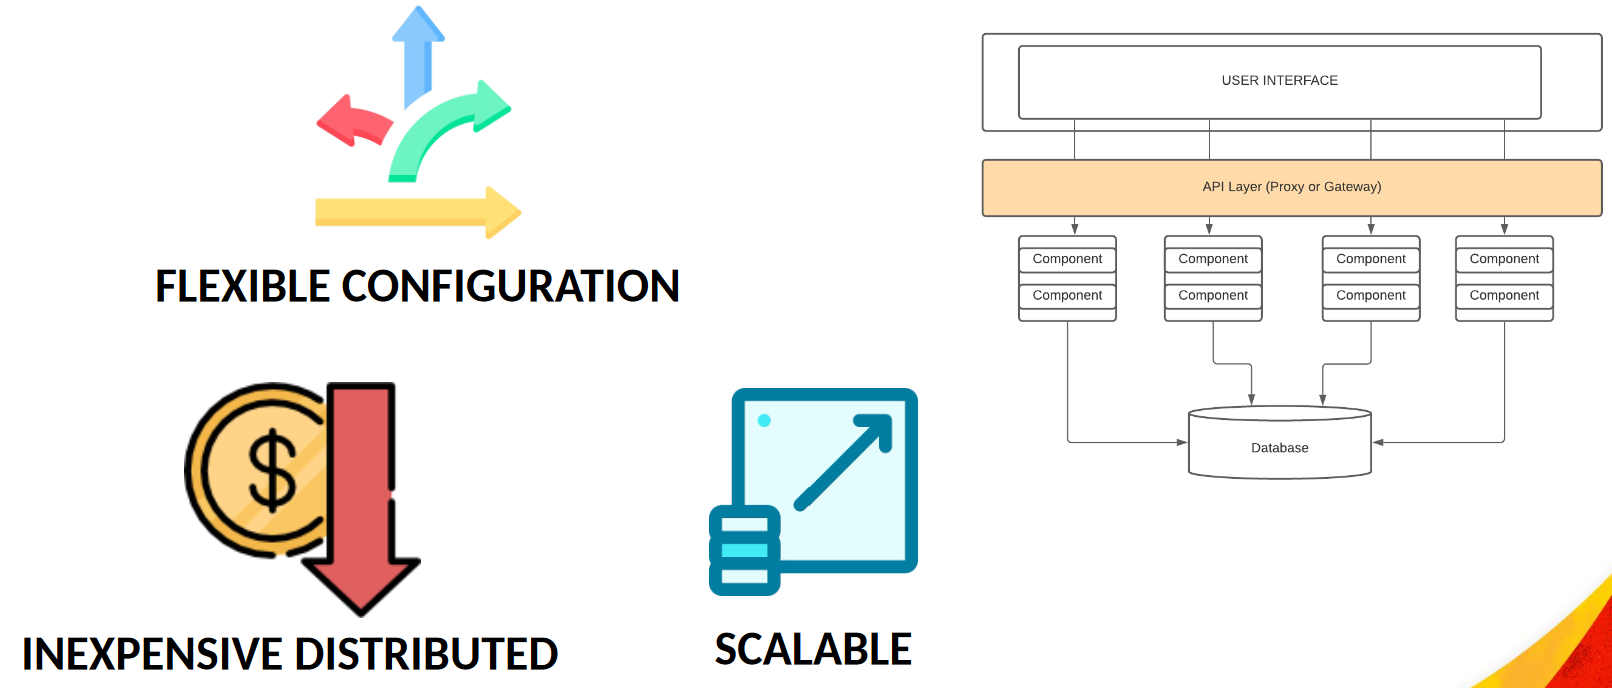 FLEXIBLE CONFIGURATION
$
INEXPENSIVE DISTRIBUTED
SCALABLE
USER INTERFACE
API Layer (Proxy or Gateway)
Component Component Component Component
Component Component Component Component
Database